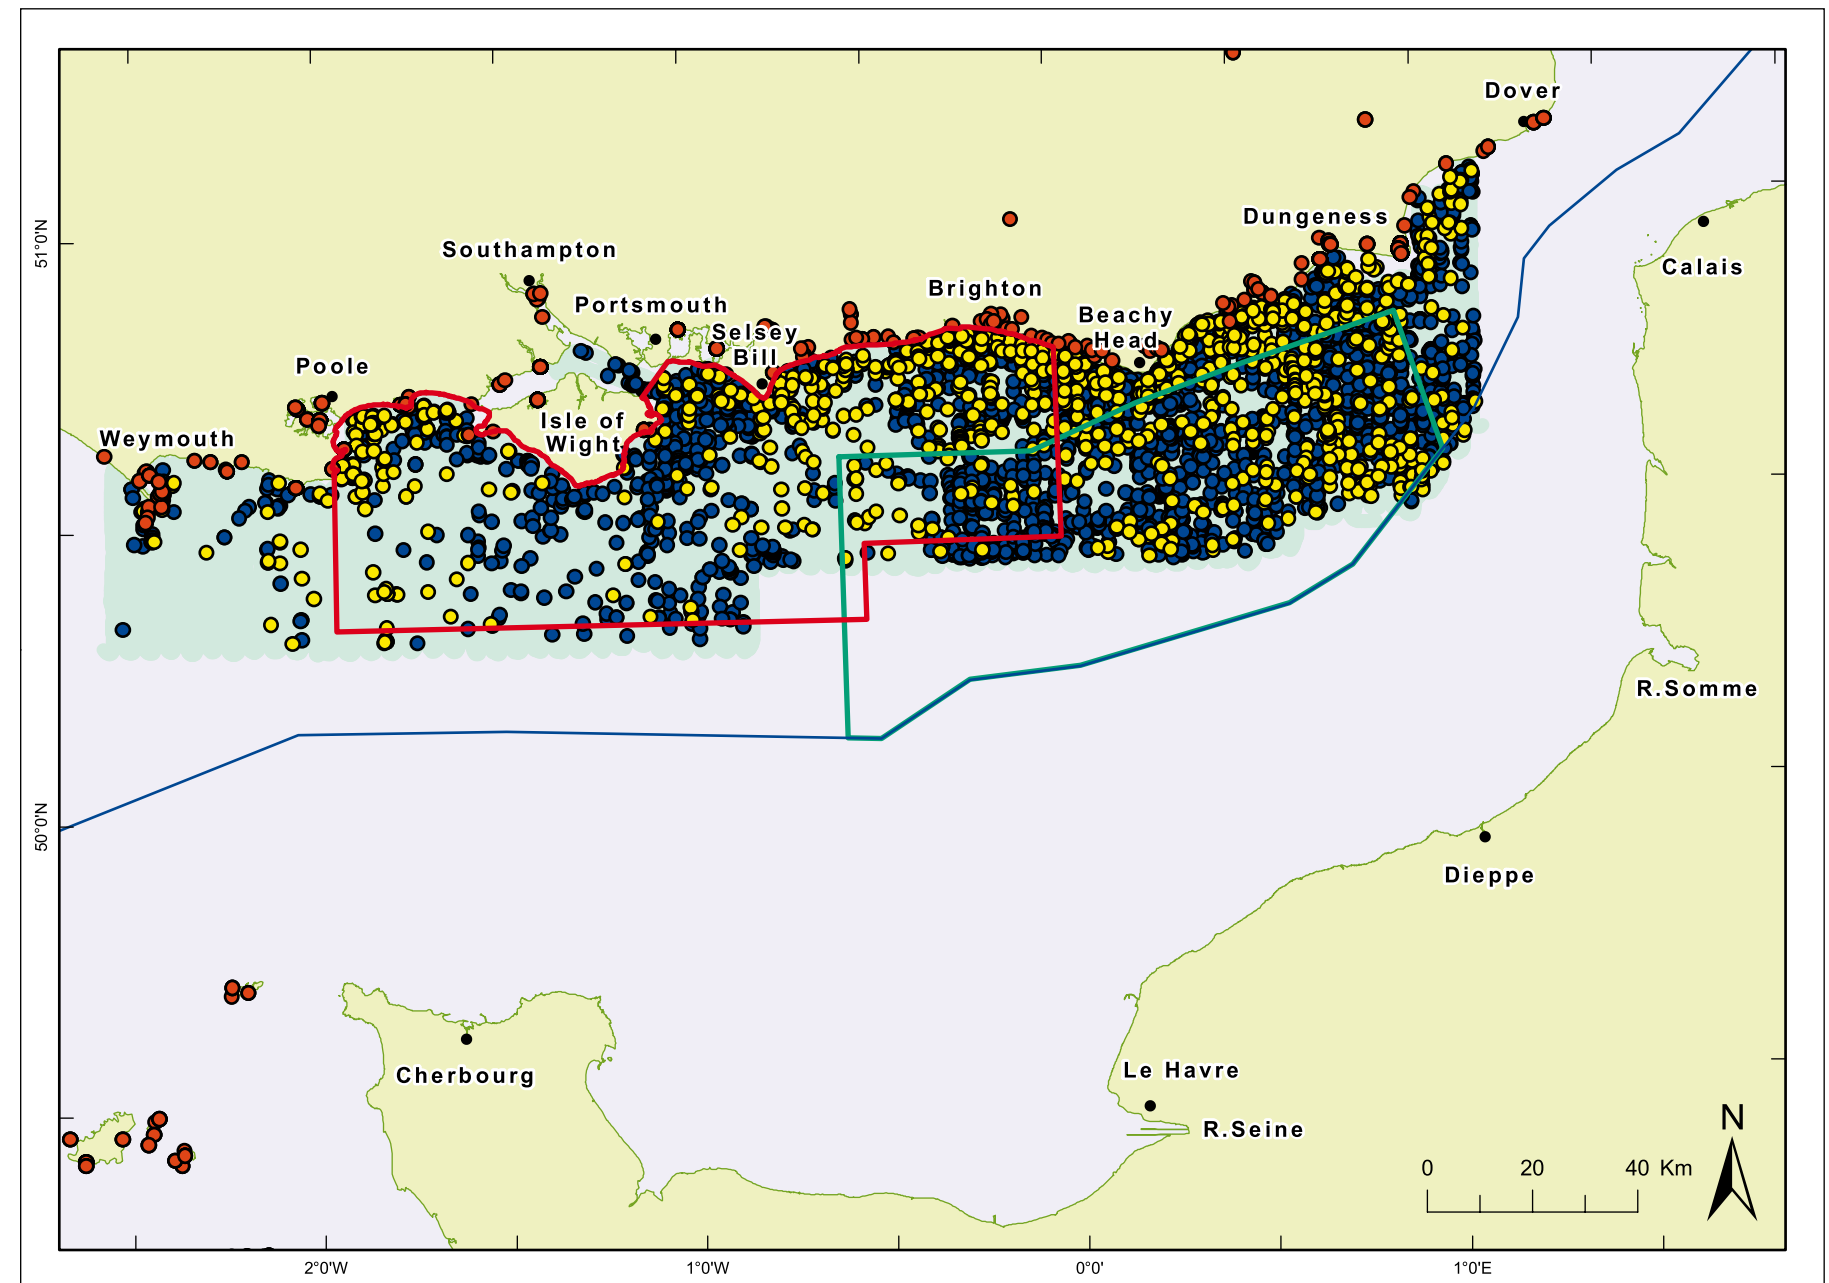 Dover
Dungeness
Calais
Southampton
Portsmouth
Brighton
Selsey
Bill
Beachy
Head
Poole
Isle of
Wight
Weymouth
R.Somme
Dieppe
Cherbourg
Le Havre
R.Seine
N
0 20 40 Km
51°0'N
50°0'N
2°0'W 1°0'W 0°0' 1°0'E